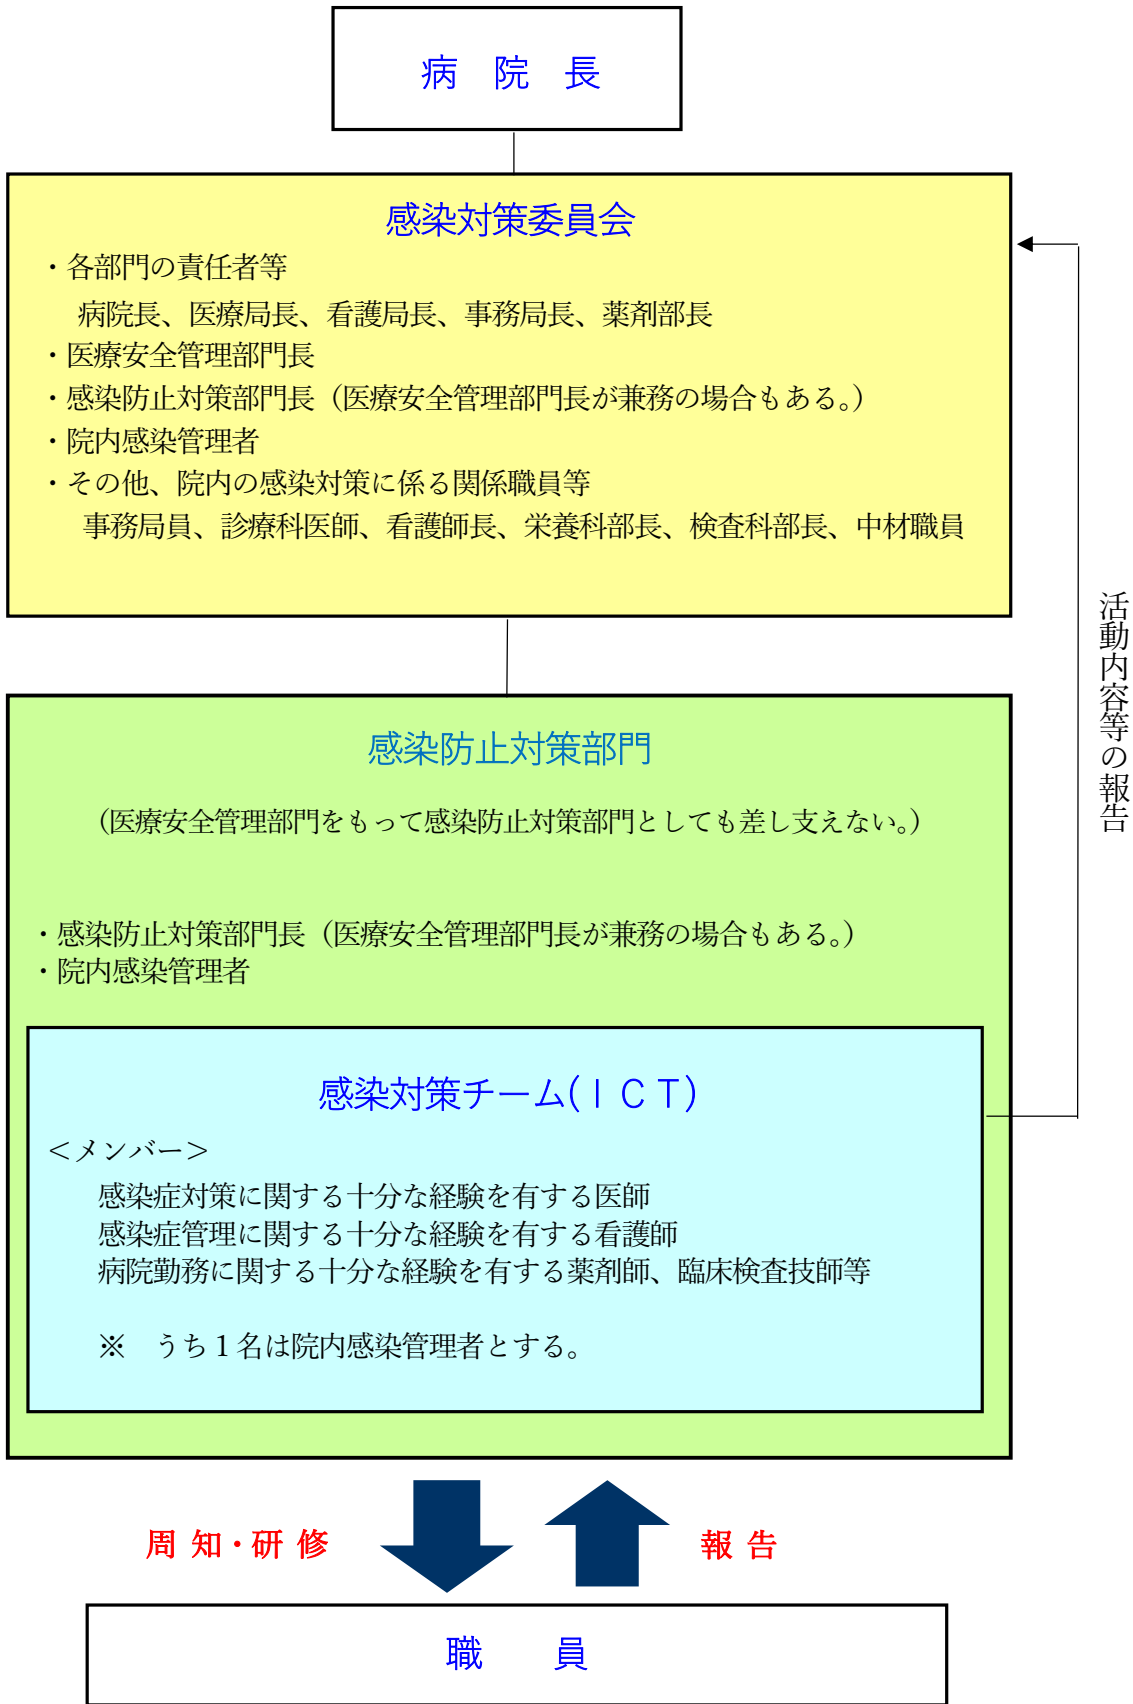 病　院　長
感染対策委員会
・各部門の責任者等
病院長、医療局長、看護局長、事務局長、薬剤部長
・医療安全管理部門長
・感染防止対策部門長（医療安全管理部門長が兼務の場合もある。）
・院内感染管理者
・その他、院内の感染対策に係る関係職員等
事務局員、診療科医師、看護師長、栄養科部長、検査科部長、中材職員
活動内容等の報告
感染防止対策部門
（医療安全管理部門をもって感染防止対策部門としても差し支えない。）
・感染防止対策部門長（医療安全管理部門長が兼務の場合もある。）
・院内感染管理者
感染対策チーム(ＩＣＴ)
＜メンバー＞
感染症対策に関する十分な経験を有する医師
感染症管理に関する十分な経験を有する看護師
病院勤務に関する十分な経験を有する薬剤師、臨床検査技師等
※　うち１名は院内感染管理者とする。
周 知・研 修
報 告
職　　員